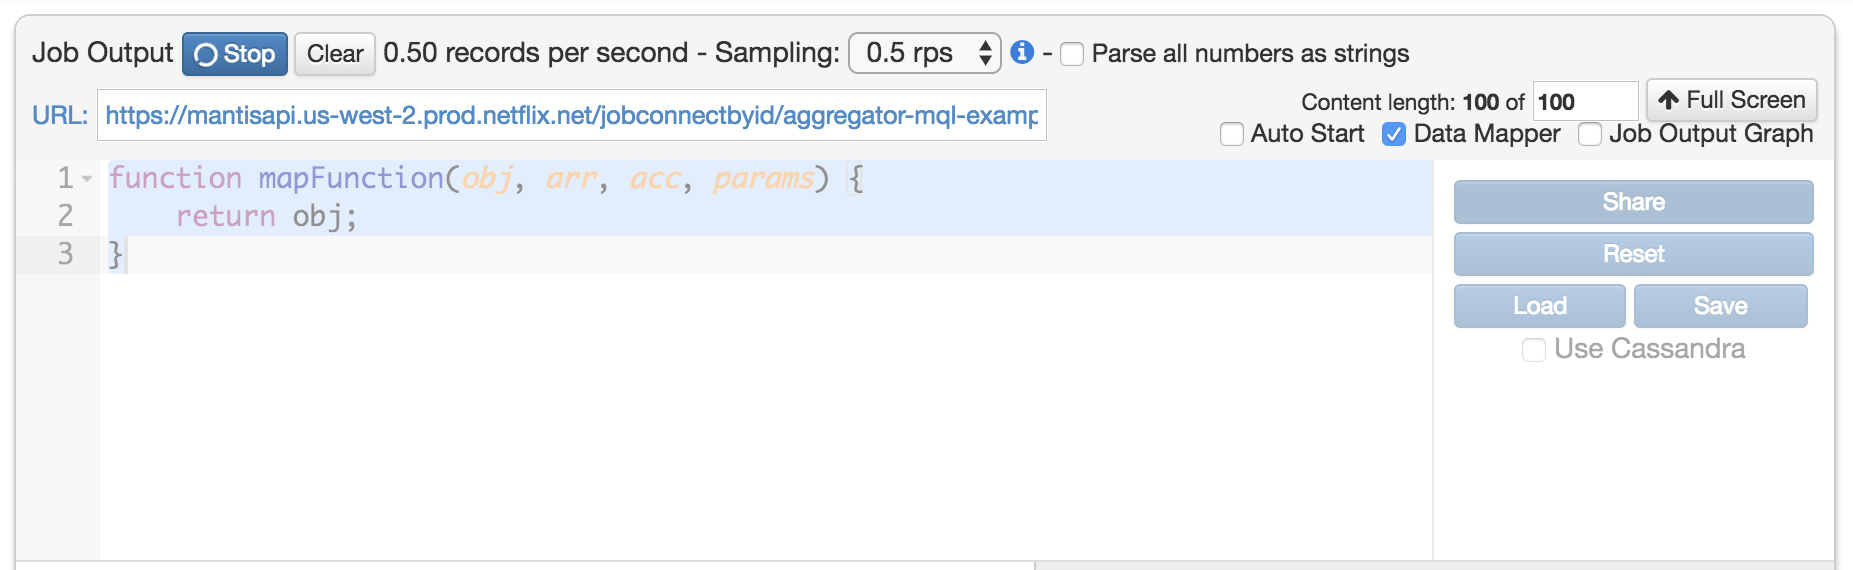 Job Output Stop Clear 0.50 records per second - Sampling: 0.5 rps - Parse all numbers as strings
URL: https://mantisapi.us-west-2.prod.netflix.net/jobconnectbyid/aggregator-mql-examp
Content length: 100 of 100 Full Screen
Auto Start Data Mapper Job Output Graph
1 function mapFunction(obj, arr, acc, params) {
2 return obj;
3 }
Share
Reset
Load Save
Use Cassandra